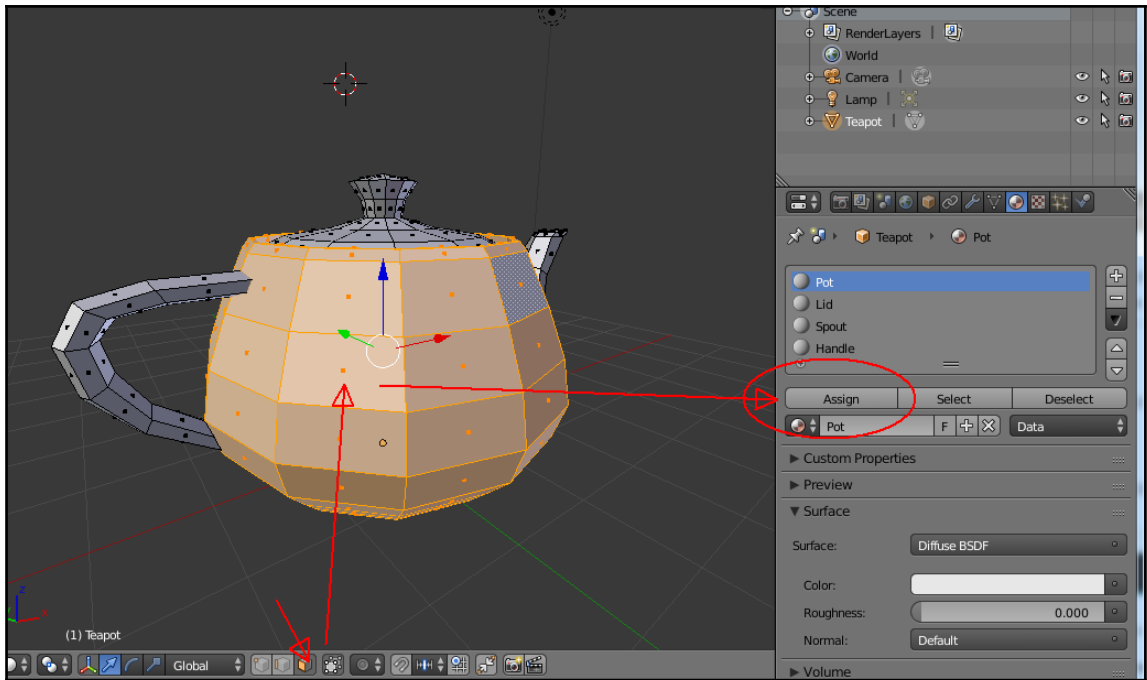 Scene
RenderLayers
World
Camera
Lamp
Teapot
Teapot Pot
Pot
Lid
Spout
Handle
Assign Select Deselect
Pot F Data
Custom Properties
Preview
Surface
Surface: Diffuse BSDF
Color:
Roughness: 0.000
Normal: Default
Volume
z
x
(1) Teapot
Global